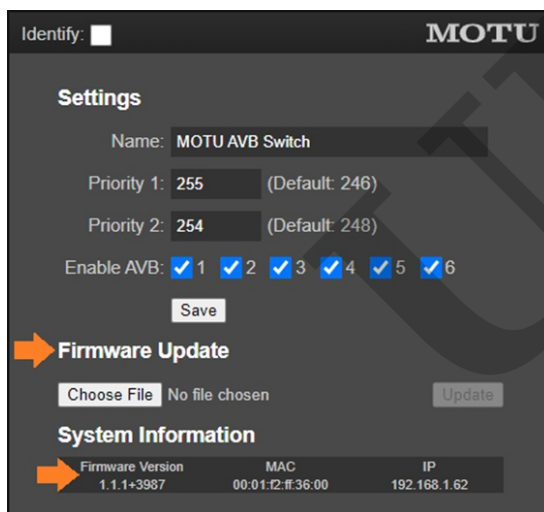 Identify: MOTU
Settings
Name: MOTU AVB Switch
Priority 1: 255 (Default: 246)
Priority 2: 254 (Default: 248)
Enable AVB: 1 2 3 4 5 6
Save
Firmware Update
Choose File No file chosen Update
System Information
Firmware Version MAC IP
1.1.1+3987 00:01:f2:ff:36:00 192.168.1.62